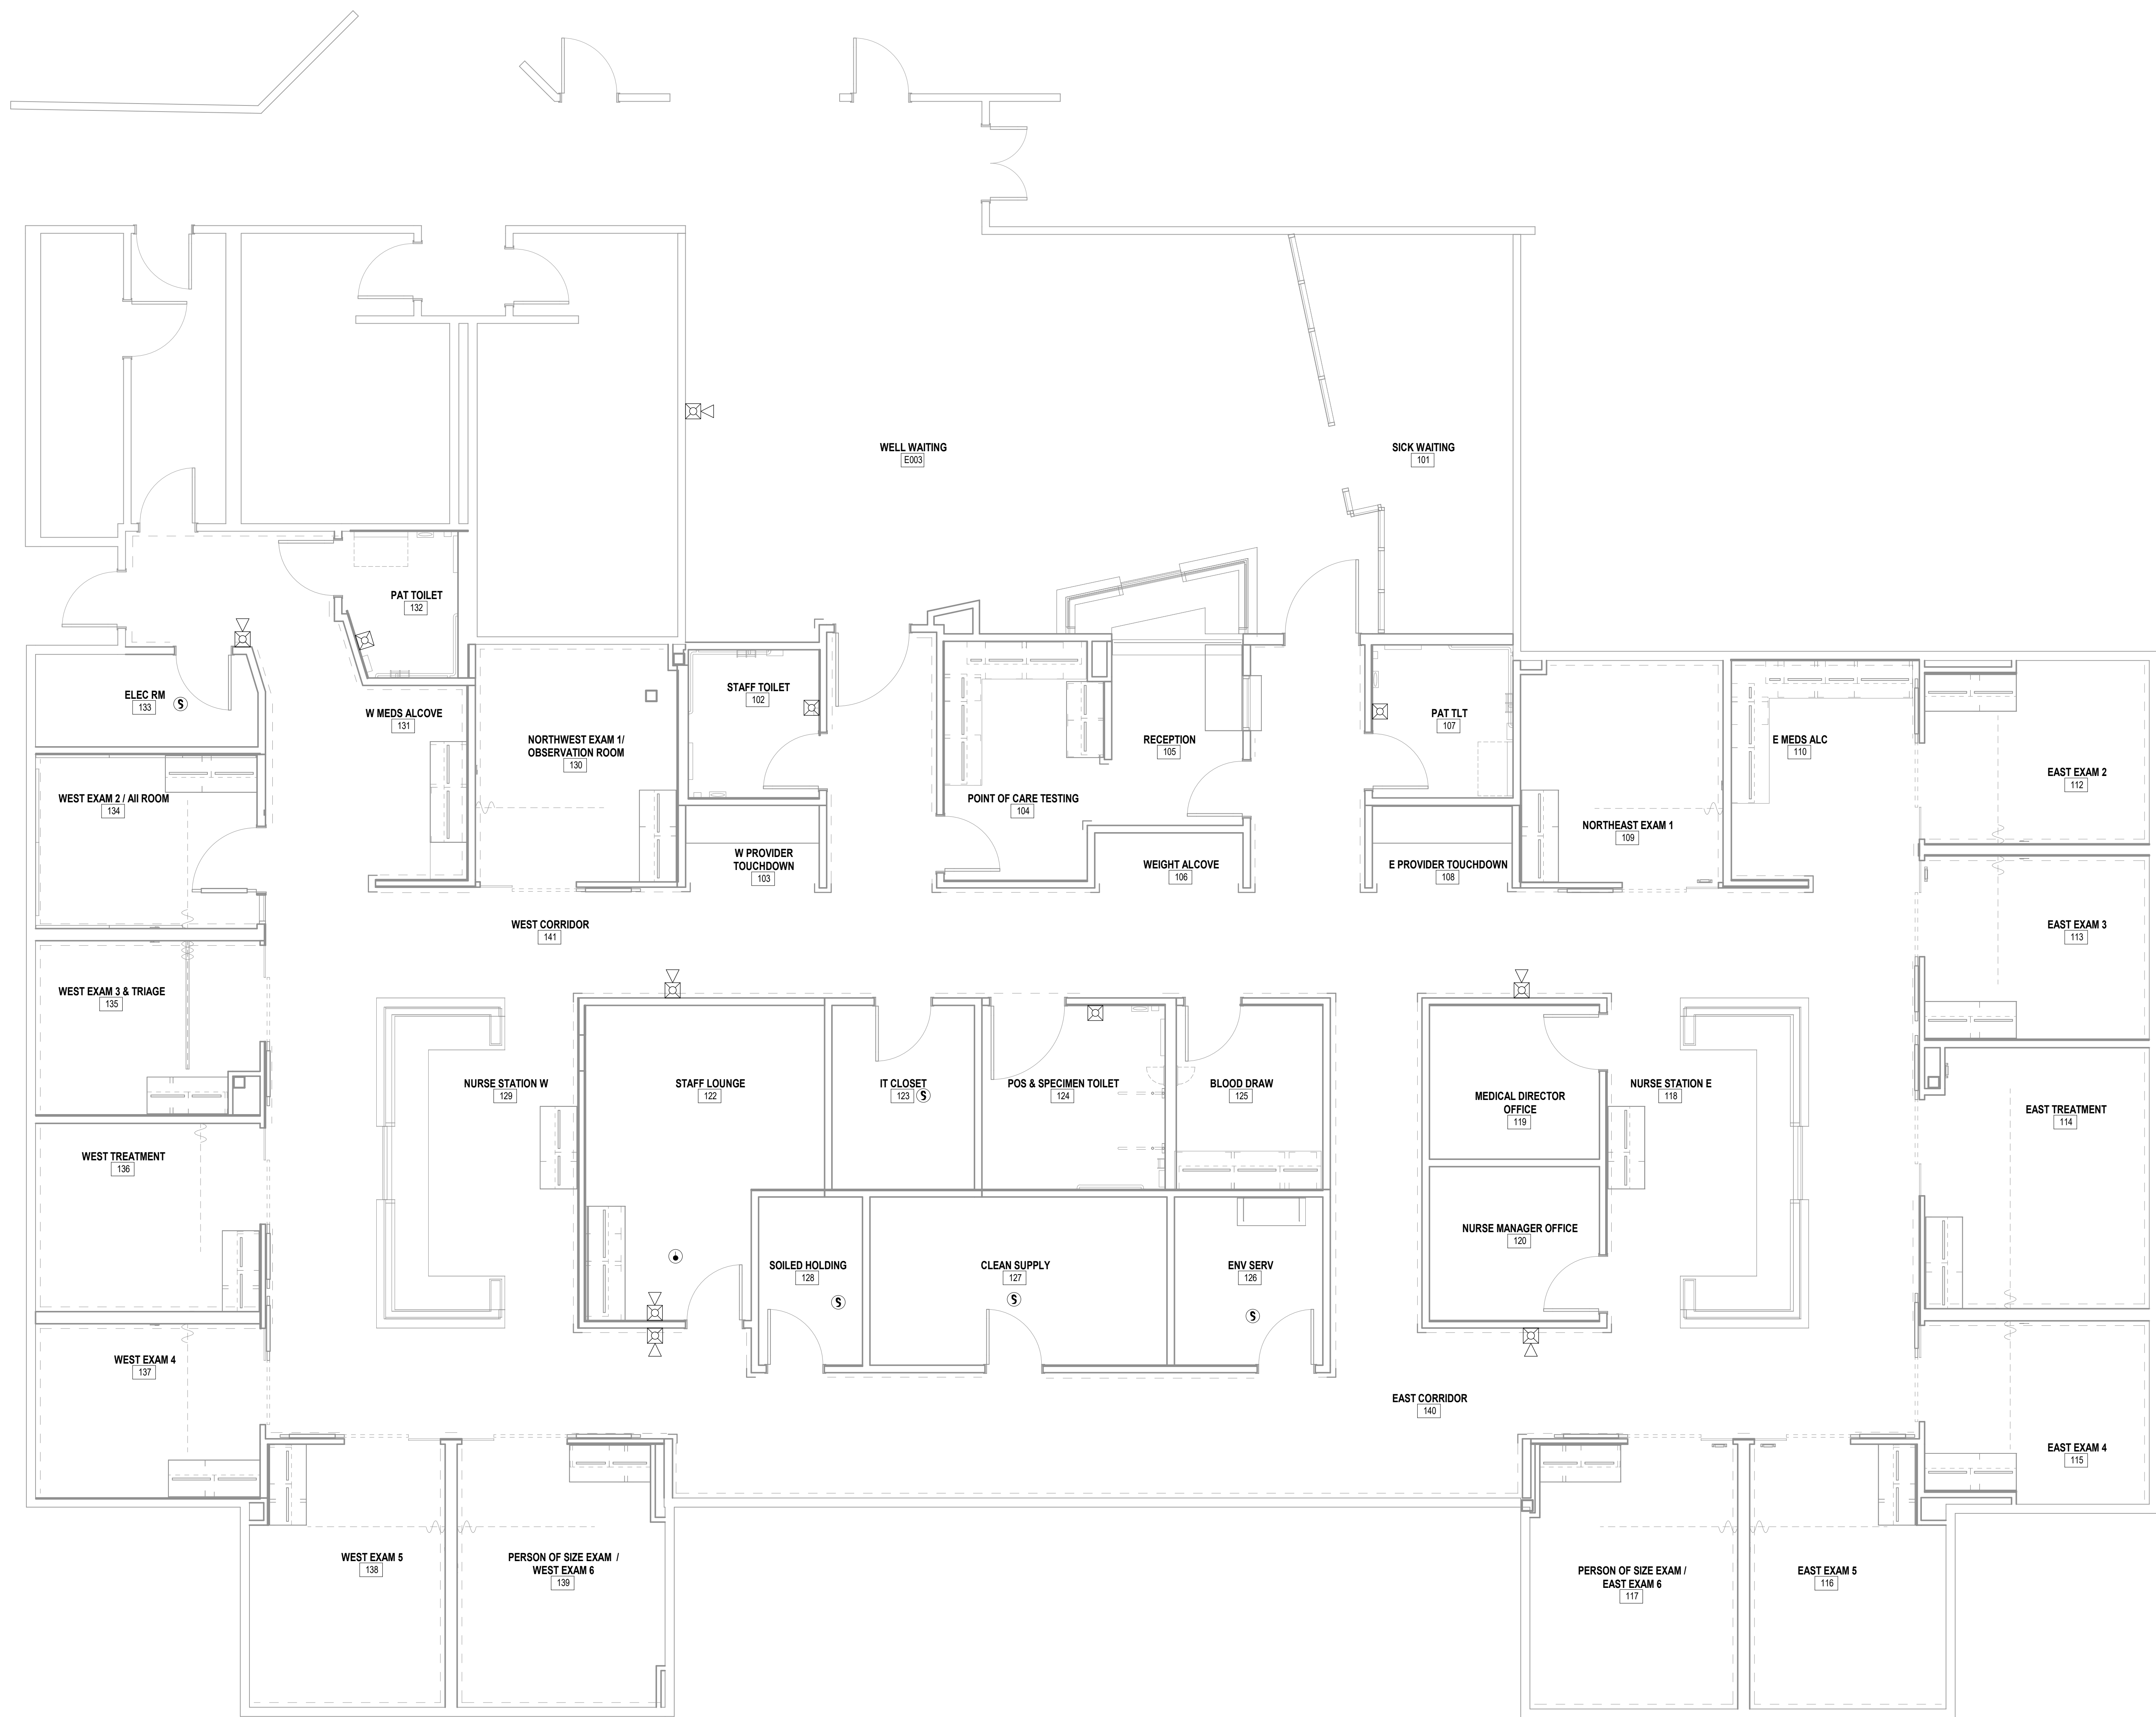 WELL WAITING
E003
SICK WAITING
101
PAT TOILET
132
ELEC RM
133
S
W MEDS ALCOVE
131
STAFF TOILET
102
NORTHWEST EXAM 1/
OBSERVATION ROOM
130
RECEPTION
105
PAT TLT
107
E MEDS ALC
110
EAST EXAM 2
112
WEST EXAM 2 / AII ROOM
134
POINT OF CARE TESTING
104
NORTHEAST EXAM 1
109
W PROVIDER
TOUCHDOWN
103
WEIGHT ALCOVE
106
E PROVIDER TOUCHDOWN
108
WEST CORRIDOR
141
EAST EXAM 3
113
WEST EXAM 3 & TRIAGE
135
NURSE STATION W
129
STAFF LOUNGE
122
IT CLOSET
123
S
POS & SPECIMEN TOILET
124
BLOOD DRAW
125
MEDICAL DIRECTOR
OFFICE
119
NURSE STATION E
118
EAST TREATMENT
114
WEST TREATMENT
136
NURSE MANAGER OFFICE
120
SOILED HOLDING
128
S
CLEAN SUPPLY
127
S
ENV SERV
126
S
WEST EXAM 4
137
EAST CORRIDOR
140
EAST EXAM 4
115
WEST EXAM 5
138
PERSON OF SIZE EXAM /
WEST EXAM 6
139
PERSON OF SIZE EXAM /
EAST EXAM 6
117
EAST EXAM 5
116